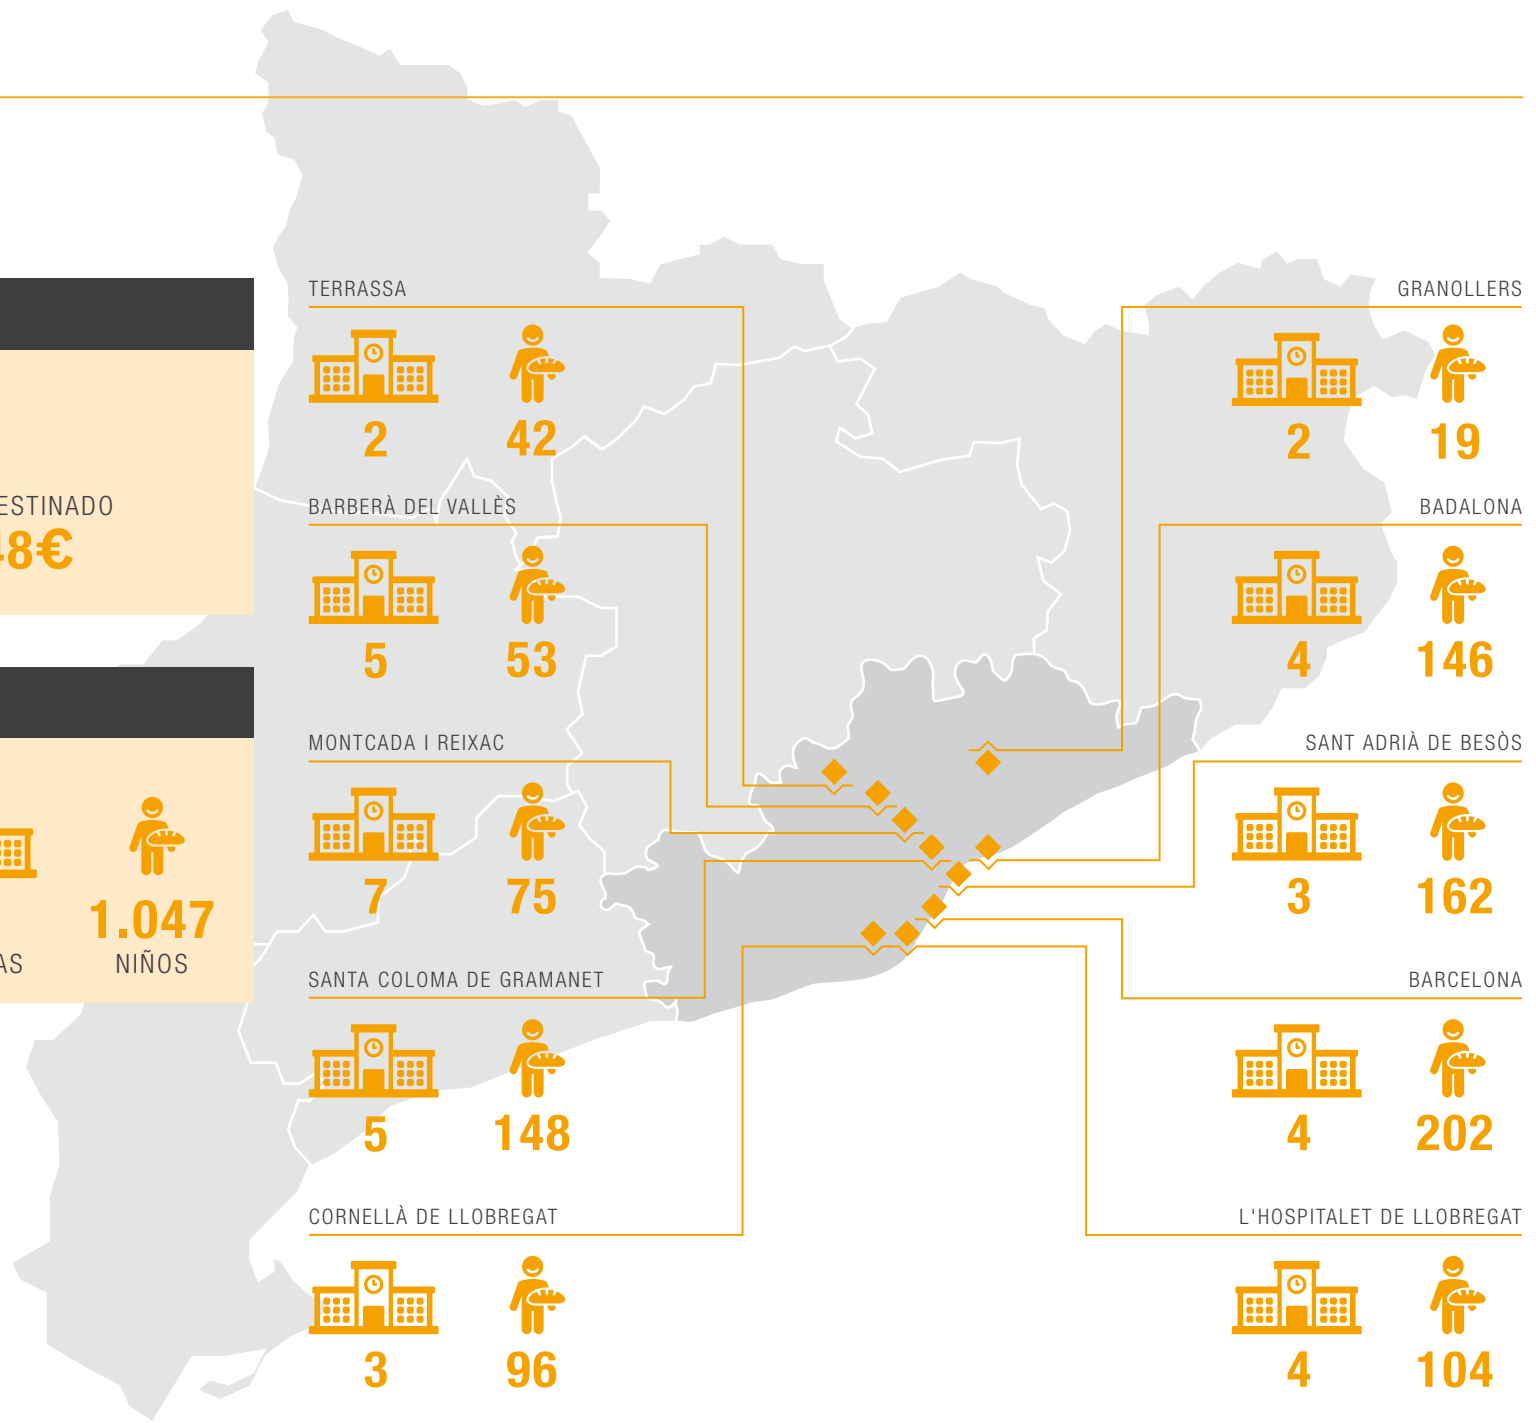 TERRASSA
2 42
BARBERÀ DEL VALLÈS
5 53
MONTCADA I REIXAC
7 75
SANTA COLOMA DE GRAMANET
5 148
CORNELLÀ DE LLOBREGAT
3 96
GRANOLLERS
2 19
BADALONA
4 146
SANT ADRIÀ DE BESÒS
3 162
BARCELONA
4 202
L'HOSPITALET DE LLOBREGAT
4 104
ESTINADO
8€
1.047
AS NIÑOS